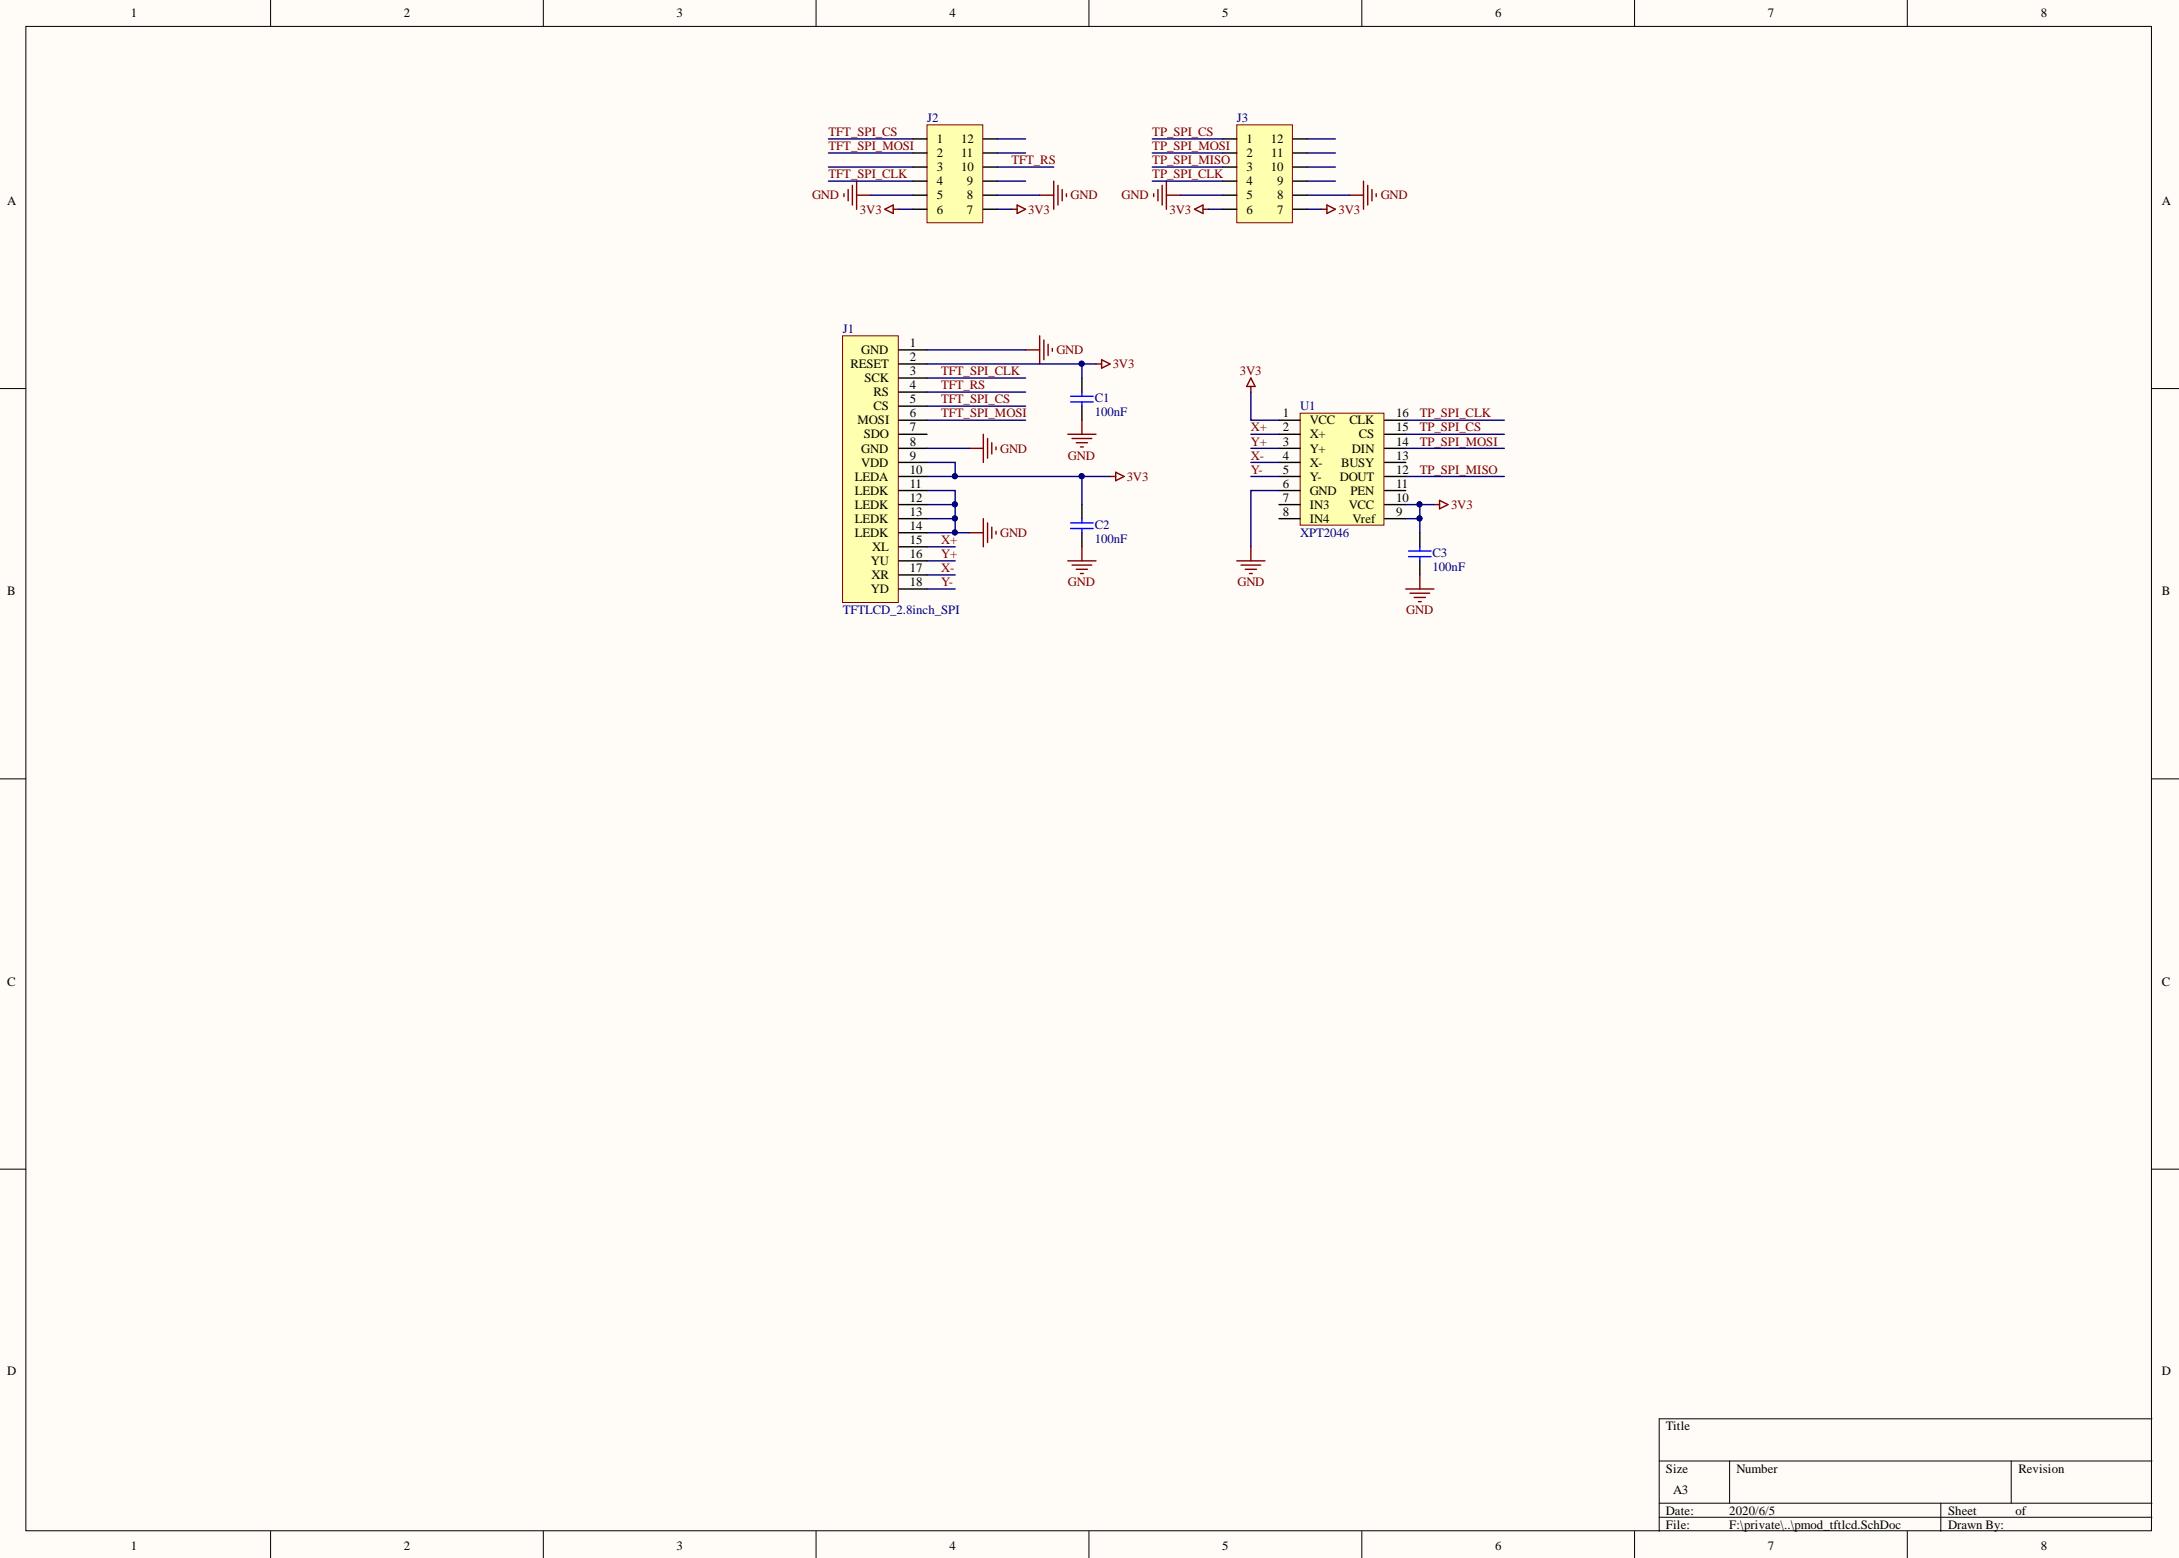 1 2 3 4 5 6 7 8
A A
B B
C C
D D
J2
TFT_SPI_CS 1 12
TFT_SPI_MOSI 2 11
3 10 TFT_RS
TFT_SPI_CLK 4 9
GND 5 8 GND
3V3 6 7 3V3
J3
TP_SPI_CS 1 12
TP_SPI_MOSI 2 11
TP_SPI_MISO 3 10
TP_SPI_CLK 4 9
GND 5 8 GND
3V3 6 7 3V3
J1
GND 1 GND
RESET 2 3V3
SCK 3 TFT_SPI_CLK
RS 4 TFT_RS
CS 5 TFT_SPI_CS
MOSI 6 TFT_SPI_MOSI
SDO 7
GND 8 GND
VDD 9
LEDA 10 3V3
LEDK 11
LEDK 12
LEDK 13
LEDK 14 GND
XL 15 X+
YU 16 Y+
XR 17 X-
YD 18 Y-
TFTLCD_2.8inch_SPI
C1
100nF
GND
C2
100nF
GND
3V3
U1
1 VCC CLK 16 TP_SPI_CLK
X+ 2 X+ CS 15 TP_SPI_CS
Y+ 3 Y+ DIN 14 TP_SPI_MOSI
X- 4 X- BUSY 13
Y- 5 Y- DOUT 12 TP_SPI_MISO
6 GND PEN 11
7 IN3 VCC 10 3V3
8 IN4 Vref 9
XPT2046
GND
C3
100nF
GND
Title
Size Number Revision
A3
Date: 2020/6/5 Sheet of
File: F:\private\..\pmod_tftlcd.SchDoc Drawn By:
1 2 3 4 5 6 7 8